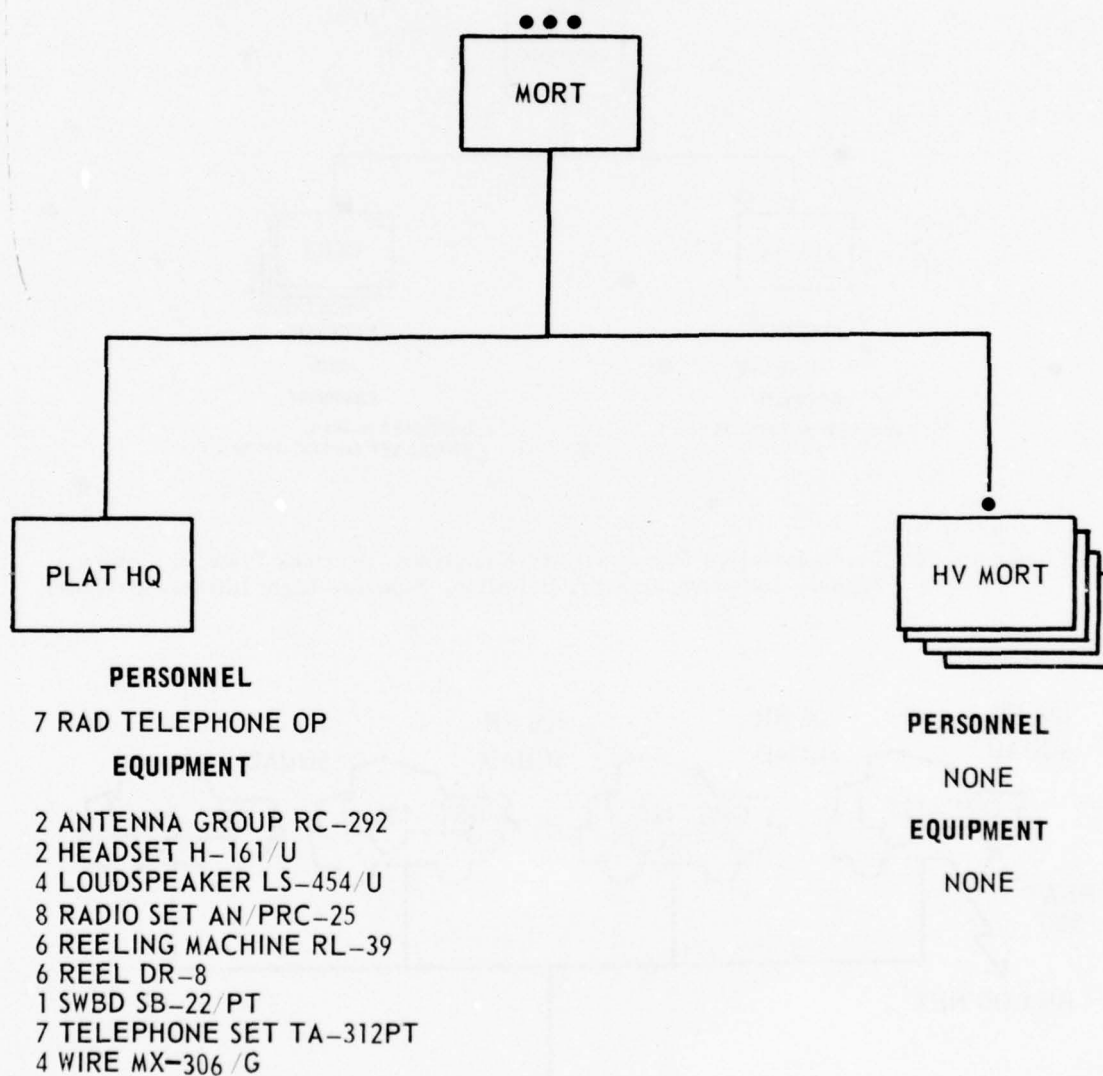 MORT
PLAT HQ
HV MORT
PERSONNEL
7 RAD TELEPHONE OP
EQUIPMENT
2 ANTENNA GROUP RC-292
2 HEADSET H-161/U
4 LOUDSPEAKER LS-454/U
8 RADIO SET AN/PRC-25
6 REELING MACHINE RL-39
6 REEL DR-8
1 SWBD SB-22/PT
7 TELEPHONE SET TA-312PT
4 WIRE MX-306/G
PERSONNEL
NONE
EQUIPMENT
NONE